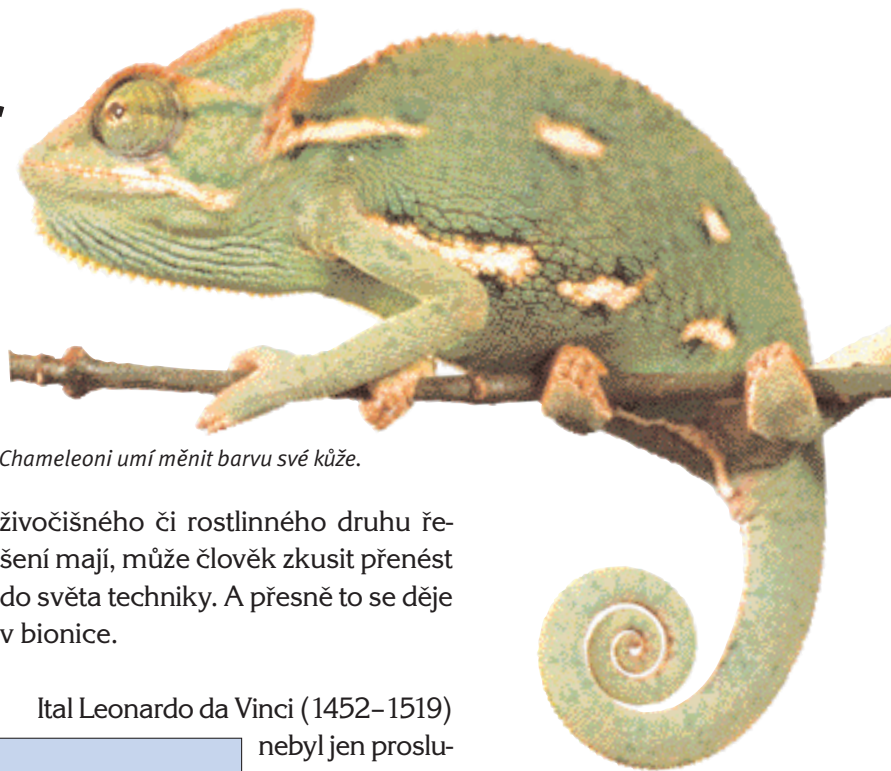 Chameleoni umí měnit barvu své kůže.
živočišného či rostlinného druhu ře-
šení mají, může člověk zkusit přenést
do světa techniky. A přesně to se děje
v bionice.
Ital Leonardo da Vinci (1452–1519)
nebyl jen proslu-